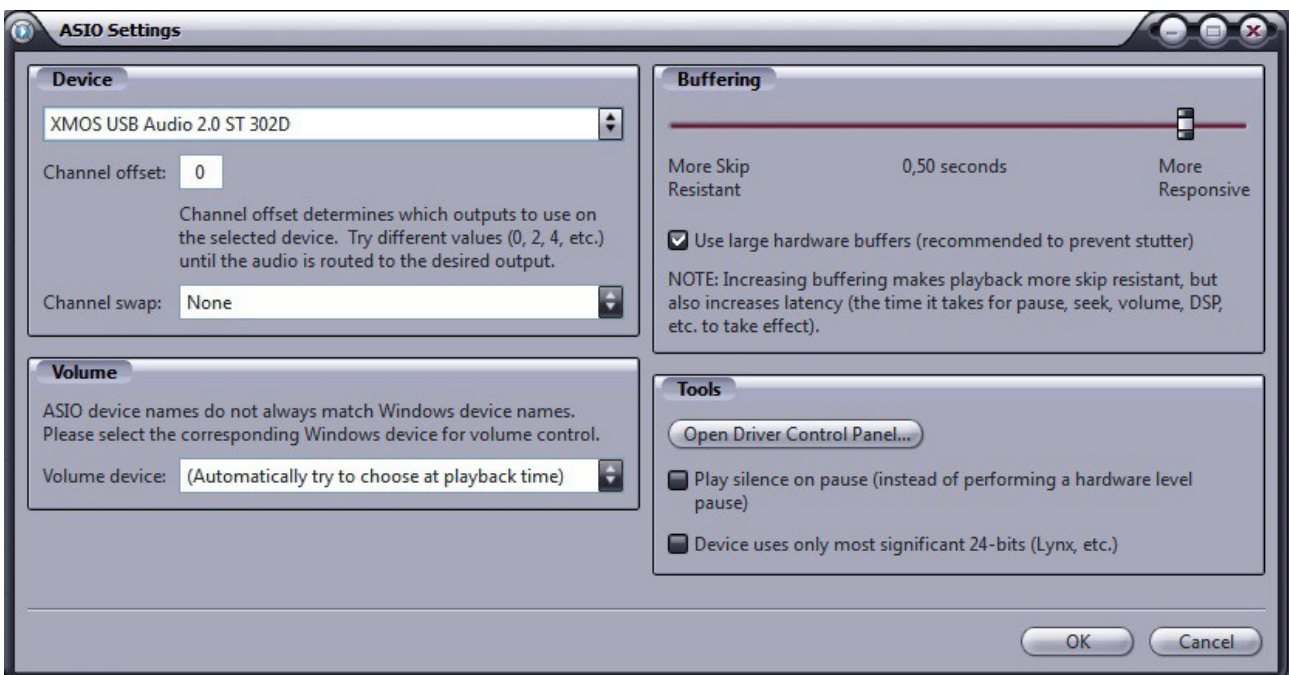 ASIO Settings
Device
XMOS USB Audio 2.0 ST 302D
Channel offset: 0
Channel offset determines which outputs to use on
the selected device. Try different values (0, 2, 4, etc.)
until the audio is routed to the desired output.
Channel swap: None
Volume
ASIO device names do not always match Windows device names.
Please select the corresponding Windows device for volume control.
Volume device: (Automatically try to choose at playback time)
Buffering
More Skip
Resistant
0,50 seconds
More
Responsive
Use large hardware buffers (recommended to prevent stutter)
NOTE: Increasing buffering makes playback more skip resistant, but
also increases latency (the time it takes for pause, seek, volume, DSP,
etc. to take effect).
Tools
Open Driver Control Panel...
Play silence on pause (instead of performing a hardware level
pause)
Device uses only most significant 24-bits (Lynx, etc.)
OK
Cancel